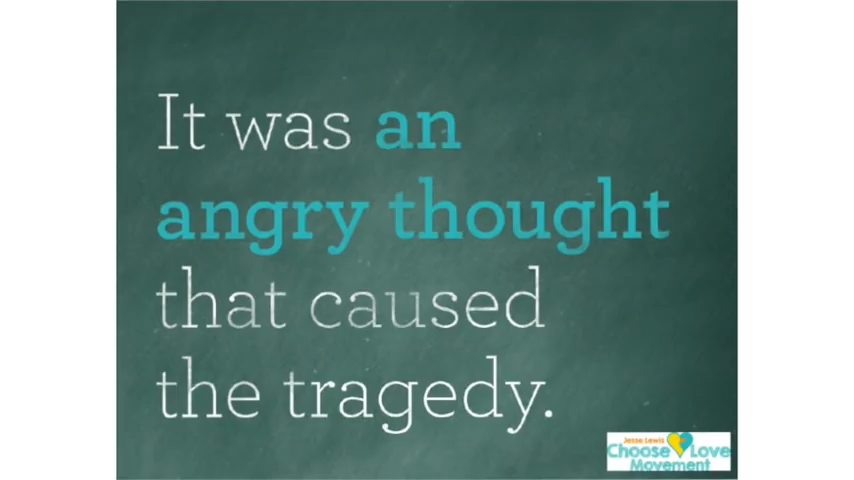 It was an
angry thought
that caused
the tragedy.
Jesse Lewis
Choose Love
Movement